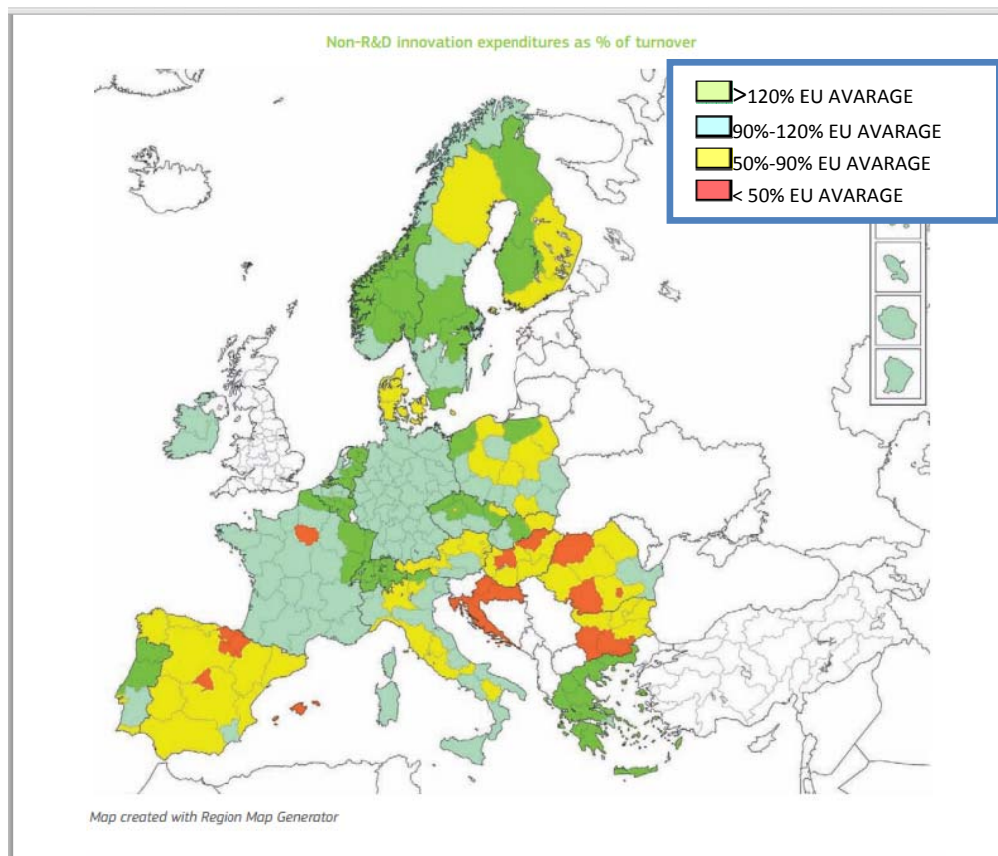 Non-R&D innovation expenditures as % of turnover
>120% EU AVARAGE
90%-120% EU AVARAGE
50%-90% EU AVARAGE
< 50% EU AVARAGE
Map created with Region Map Generator